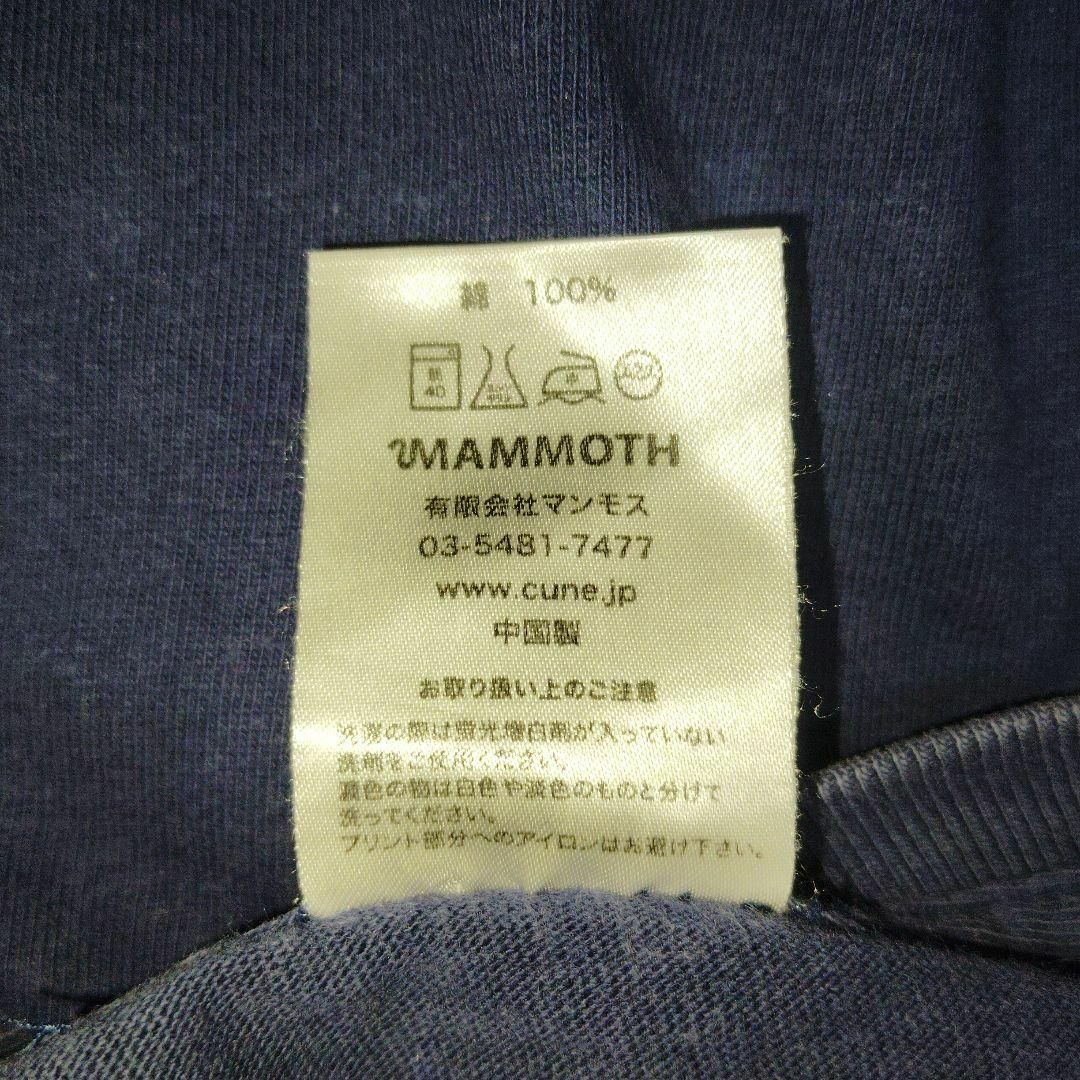 綿 100%
40
MAMMOTH
有限会社マンモス
03-5481-7477
www.cune.jp
中国製
お取り扱い上のご注意
洗濯の際は蛍光増白剤が入っていない
洗剤をご使用ください。
濃色の物は白色や淡色のものと分けて
洗ってください。
プリント部分へのアイロンはお避け下さい。